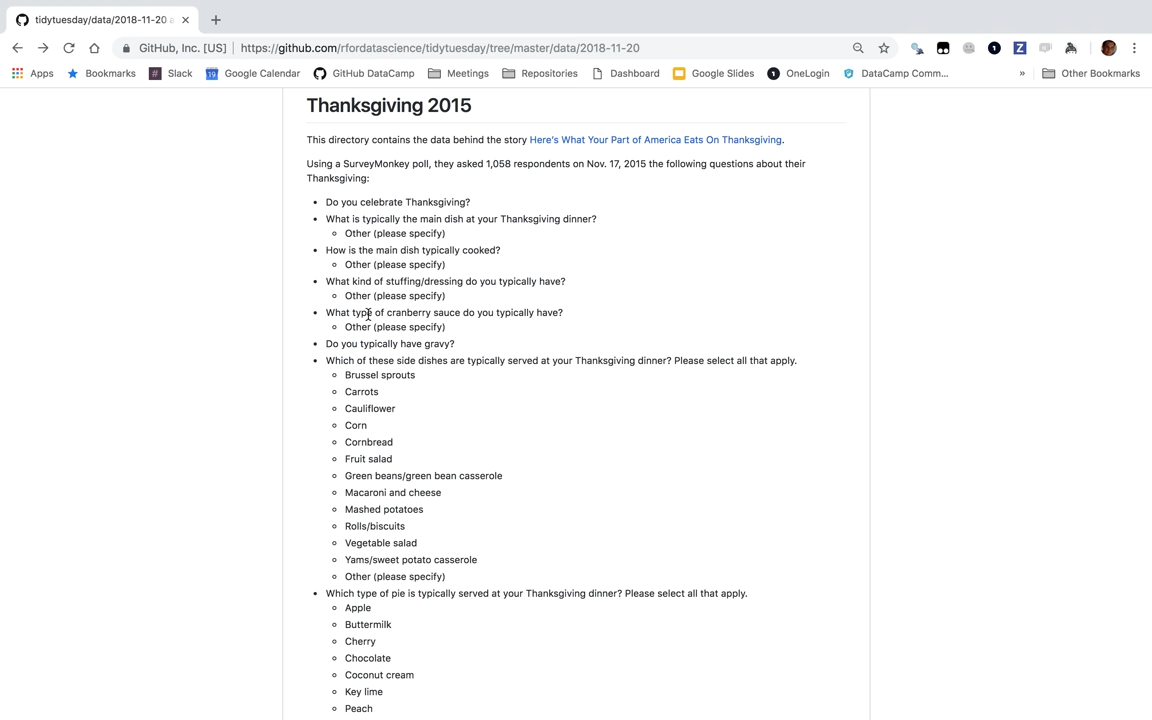 tidytuesday/data/2018-11-20 a
GitHub, Inc. [US] | https://github.com/rfordatascience/tidytuesday/tree/master/data/2018-11-20
Apps Bookmarks Slack Google Calendar GitHub DataCamp Meetings Repositories Dashboard Google Slides OneLogin DataCamp Comm... » Other Bookmarks
Thanksgiving 2015
This directory contains the data behind the story Here's What Your Part of America Eats On Thanksgiving.
Using a SurveyMonkey poll, they asked 1,058 respondents on Nov. 17, 2015 the following questions about their
Thanksgiving:
Do you celebrate Thanksgiving?
What is typically the main dish at your Thanksgiving dinner?
Other (please specify)
How is the main dish typically cooked?
Other (please specify)
What kind of stuffing/dressing do you typically have?
Other (please specify)
What type of cranberry sauce do you typically have?
Other (please specify)
Do you typically have gravy?
Which of these side dishes are typically served at your Thanksgiving dinner? Please select all that apply.
Brussel sprouts
Carrots
Cauliflower
Corn
Cornbread
Fruit salad
Green beans/green bean casserole
Macaroni and cheese
Mashed potatoes
Rolls/biscuits
Vegetable salad
Yams/sweet potato casserole
Other (please specify)
Which type of pie is typically served at your Thanksgiving dinner? Please select all that apply.
Apple
Buttermilk
Cherry
Chocolate
Coconut cream
Key lime
Peach